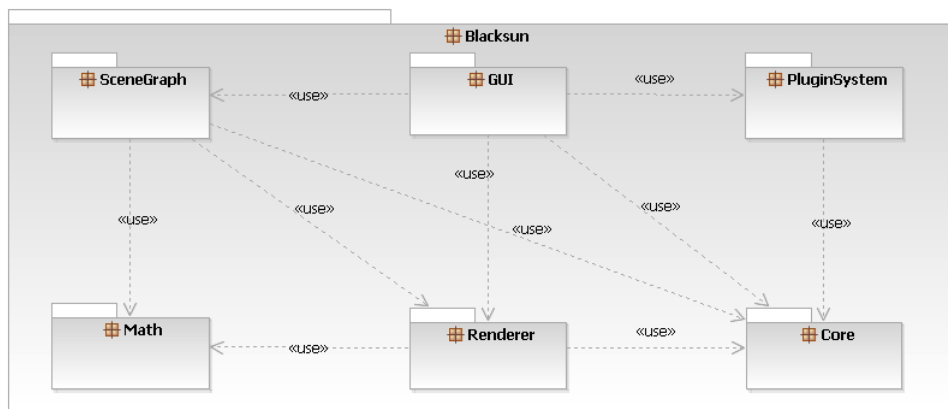 Blacksun
SceneGraph
GUI
PluginSystem
«use»
«use»
«use»
«use»
«use»
«use»
«use»
«use»
Math
Renderer
Core
«use»
«use»